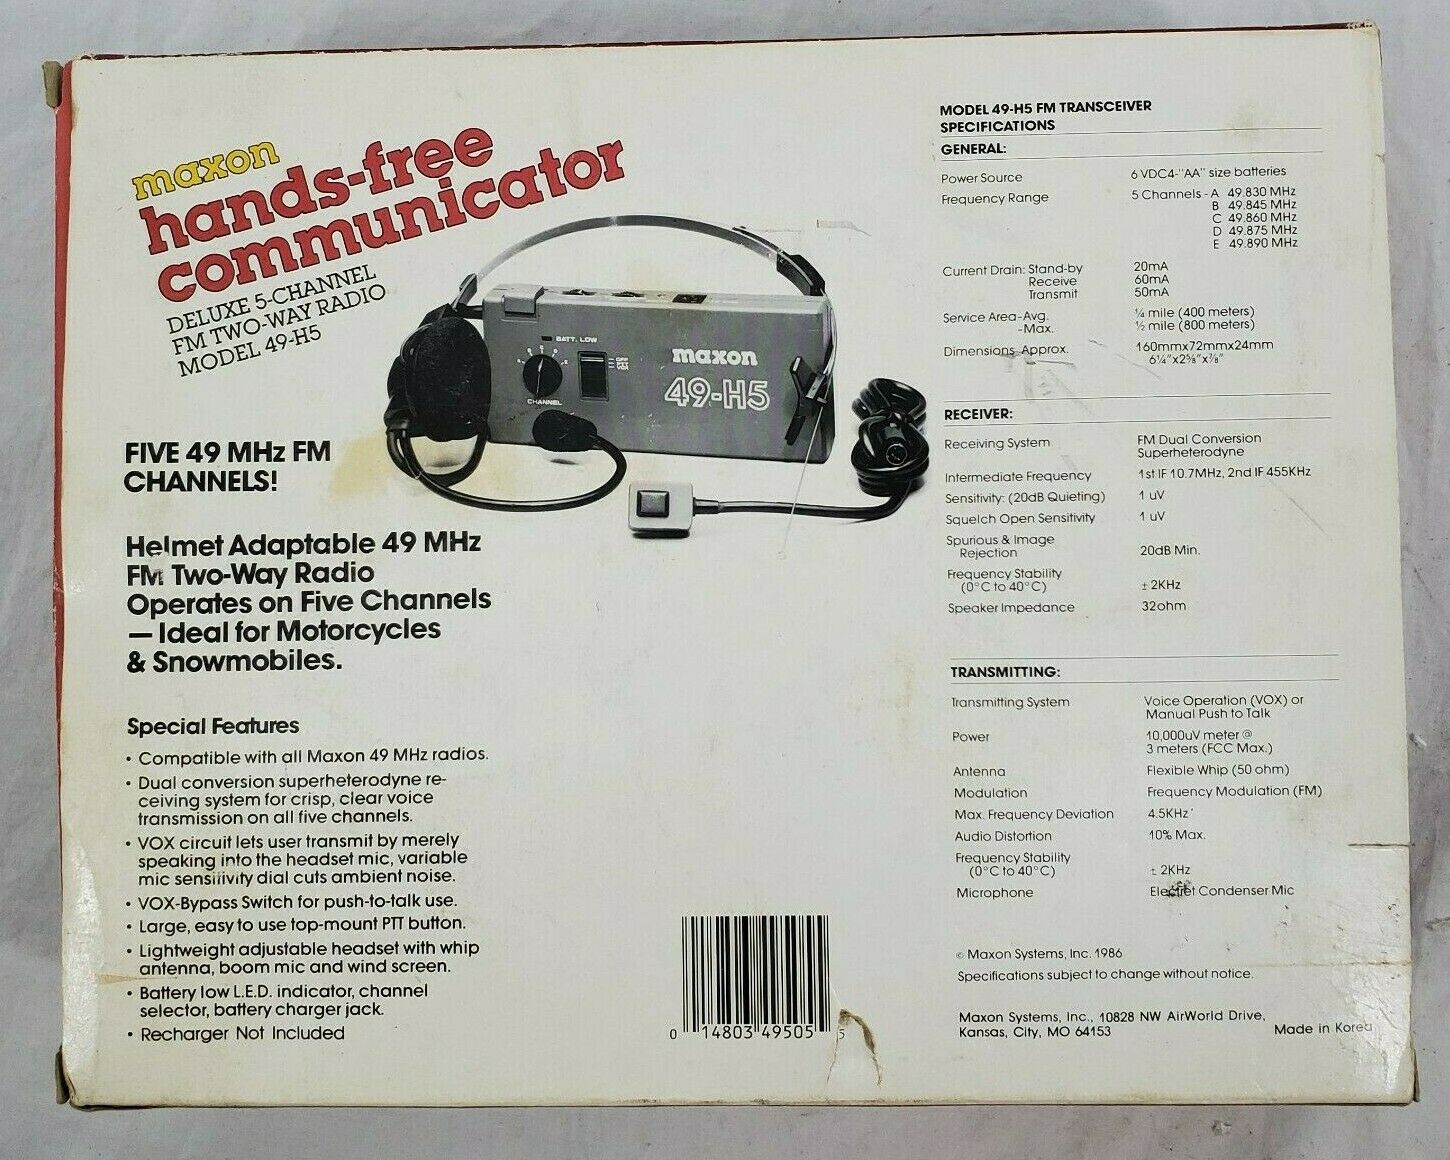 maxon
hands-free
communicator
DELUXE 5-CHANNEL
FM TWO-WAY RADIO
MODEL 49-H5
FIVE 49 MHz FM
CHANNELS!
Helmet Adaptable 49 MHz
FM Two-Way Radio
Operates on Five Channels
— Ideal for Motorcycles
& Snowmobiles.
Special Features
• Compatible with all Maxon 49 MHz radios.
• Dual conversion superheterodyne re-
ceiving system for crisp, clear voice
transmission on all five channels.
• VOX circuit lets user transmit by merely
speaking into the headset mic, variable
mic sensitivity dial cuts ambient noise.
• VOX-Bypass Switch for push-to-talk use.
• Large, easy to use top-mount PTT button.
• Lightweight adjustable headset with whip
antenna, boom mic and wind screen.
• Battery low L.E.D. indicator, channel
selector, battery charger jack.
• Recharger Not Included
BATT. LOW
OFF
PTT
VOX
CHANNEL
maxon
49-H5
0 14803 49505 5
MODEL 49-H5 FM TRANSCEIVER
SPECIFICATIONS
GENERAL:
Power Source 6 VDC4-"AA" size batteries
Frequency Range 5 Channels - A 49.830 MHz
B 49.845 MHz
C 49.860 MHz
D 49.875 MHz
E 49.890 MHz
Current Drain: Stand-by 20mA
Receive 60mA
Transmit 50mA
Service Area-Avg. ¼ mile (400 meters)
-Max. ½ mile (800 meters)
Dimensions Approx. 160mmx72mmx24mm
6¼"x2⅝"x⅞"
RECEIVER:
Receiving System FM Dual Conversion
Superheterodyne
Intermediate Frequency 1st IF 10.7MHz, 2nd IF 455KHz
Sensitivity: (20dB Quieting) 1 uV
Squelch Open Sensitivity 1 uV
Spurious & Image
Rejection 20dB Min.
Frequency Stability
(0°C to 40°C) ± 2KHz
Speaker Impedance 32ohm
TRANSMITTING:
Transmitting System Voice Operation (VOX) or
Manual Push to Talk
Power 10,000uV meter @
3 meters (FCC Max.)
Antenna Flexible Whip (50 ohm)
Modulation Frequency Modulation (FM)
Max. Frequency Deviation 4.5KHz
Audio Distortion 10% Max.
Frequency Stability
(0°C to 40°C) ± 2KHz
Microphone Electret Condenser Mic
© Maxon Systems, Inc. 1986
Specifications subject to change without notice.
Maxon Systems, Inc., 10828 NW AirWorld Drive,
Kansas, City, MO 64153
Made in Korea